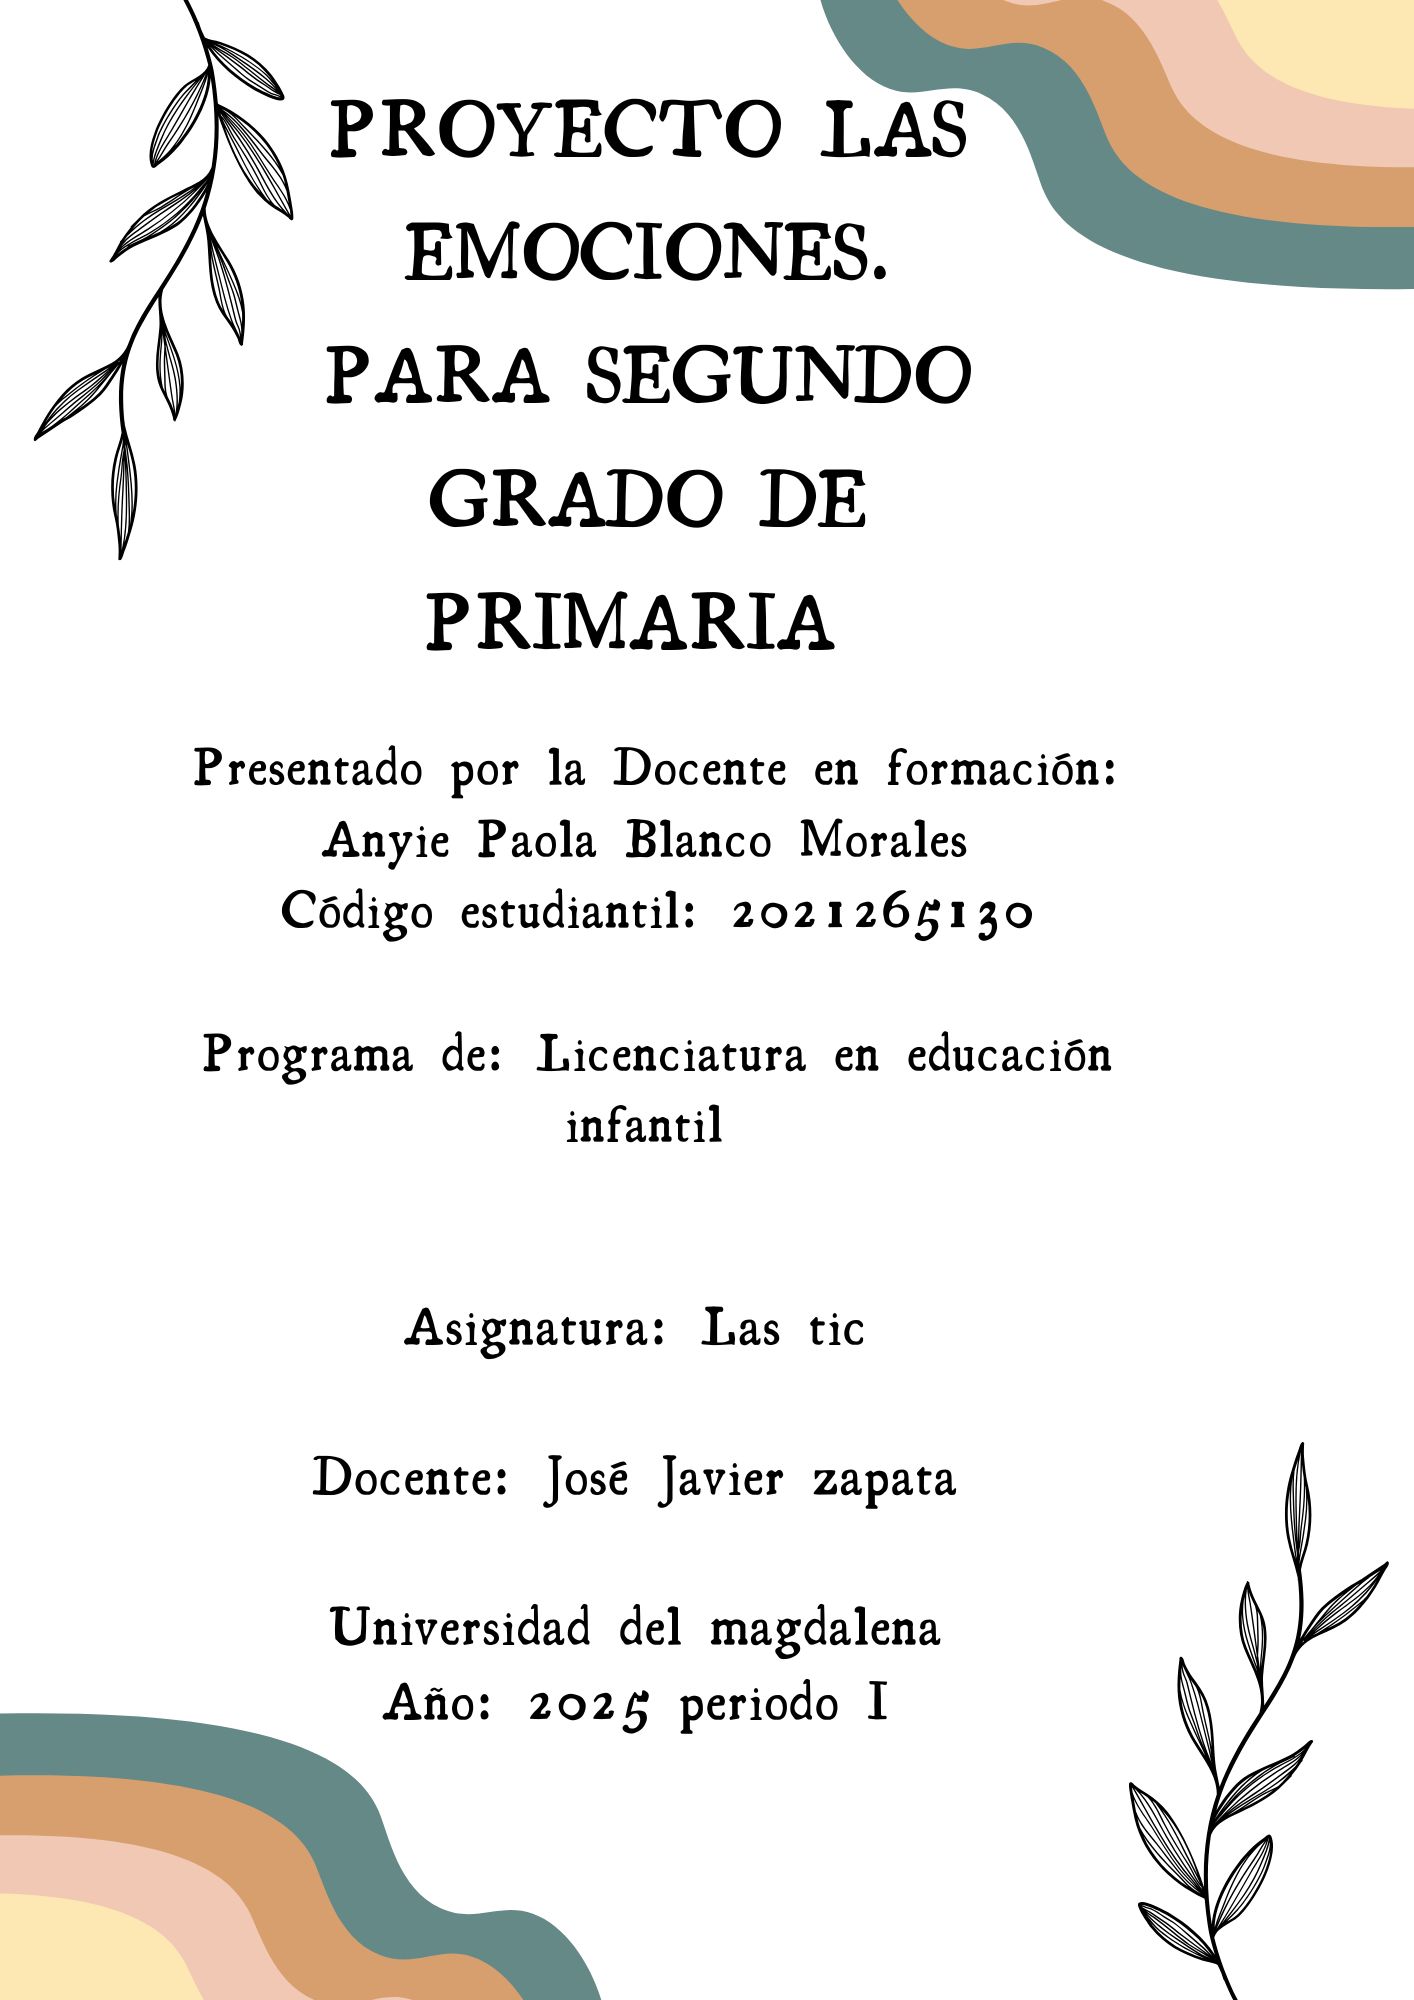 PROYECTO LAS
EMOCIONES.
PARA SEGUNDO
GRADO DE
PRIMARIA
Presentado por la Docente en formación:
Anyie Paola Blanco Morales
Código estudiantil: 2021265130
Programa de: Licenciatura en educación
infantil
Asignatura: Las tic
Docente: José Javier zapata
Universidad del magdalena
Año: 2025 periodo I